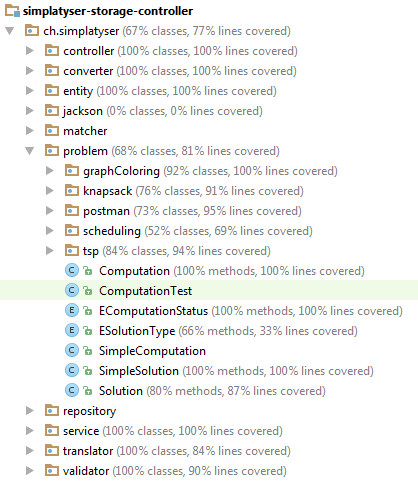 simplatyser-storage-controller
ch.simplatyser (67% classes, 77% lines covered)
controller (100% classes, 100% lines covered)
converter (100% classes, 100% lines covered)
entity (100% classes, 100% lines covered)
jackson (0% classes, 0% lines covered)
matcher
problem (68% classes, 81% lines covered)
graphColoring (92% classes, 100% lines covered)
knapsack (76% classes, 91% lines covered)
postman (73% classes, 95% lines covered)
scheduling (52% classes, 69% lines covered)
tsp (84% classes, 94% lines covered)
Computation (100% methods, 100% lines covered)
ComputationTest
EComputationStatus (100% methods, 100% lines covered)
ESolutionType (66% methods, 33% lines covered)
SimpleComputation
SimpleSolution (100% methods, 100% lines covered)
Solution (80% methods, 87% lines covered)
repository
service (100% classes, 100% lines covered)
translator (100% classes, 84% lines covered)
validator (100% classes, 90% lines covered)